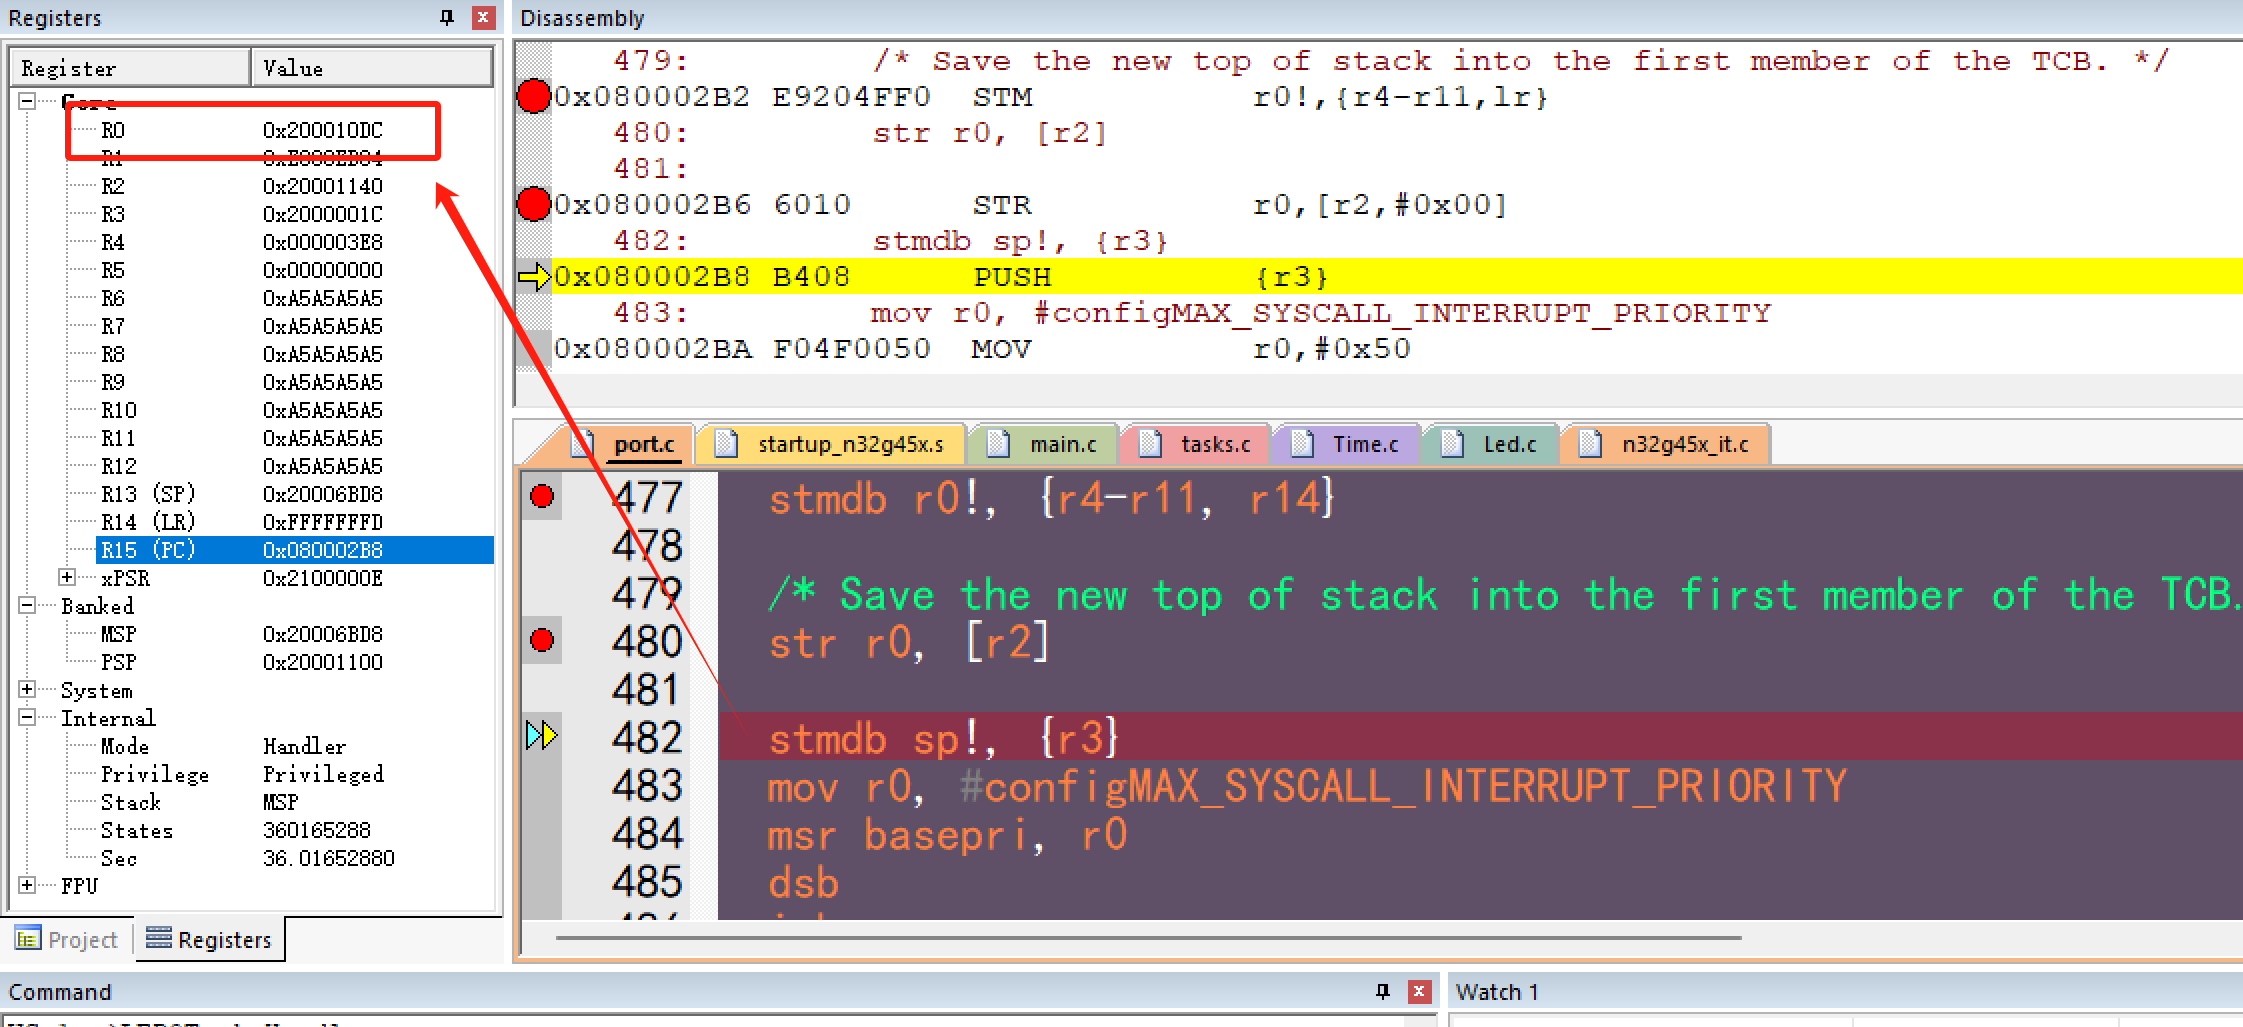 Registers
Register Value
Core
R0 0x200010DC
R1
R2 0x20001140
R3 0x2000001C
R4 0x000003E8
R5 0x00000000
R6 0xA5A5A5A5
R7 0xA5A5A5A5
R8 0xA5A5A5A5
R9 0xA5A5A5A5
R10 0xA5A5A5A5
R11 0xA5A5A5A5
R12 0xA5A5A5A5
R13 (SP) 0x20006BD8
R14 (LR) 0xFFFFFFFD
R15 (PC) 0x080002B8
xPSR 0x2100000E
Banked
MSP 0x20006BD8
PSP 0x20001100
System
Internal
Mode Handler
Privilege Privileged
Stack MSP
States 360165288
Sec 36.01652880
FPU
Project Registers
Disassembly
479: /* Save the new top of stack into the first member of the TCB. */
0x080002B2 E9204FF0 STM r0!,{r4-r11,lr}
480: str r0, [r2]
481:
0x080002B6 6010 STR r0,[r2,#0x00]
482: stmdb sp!, {r3}
0x080002B8 B408 PUSH {r3}
483: mov r0, #configMAX_SYSCALL_INTERRUPT_PRIORITY
0x080002BA F04F0050 MOV r0,#0x50
port.c startup_n32g45x.s main.c tasks.c Time.c Led.c n32g45x_it.c
477 stmdb r0!, {r4-r11, r14}
478
479 /* Save the new top of stack into the first member of the TCB.
480 str r0, [r2]
481
482 stmdb sp!, {r3}
483 mov r0, #configMAX_SYSCALL_INTERRUPT_PRIORITY
484 msr basepri, r0
485 dsb
Command
Watch 1